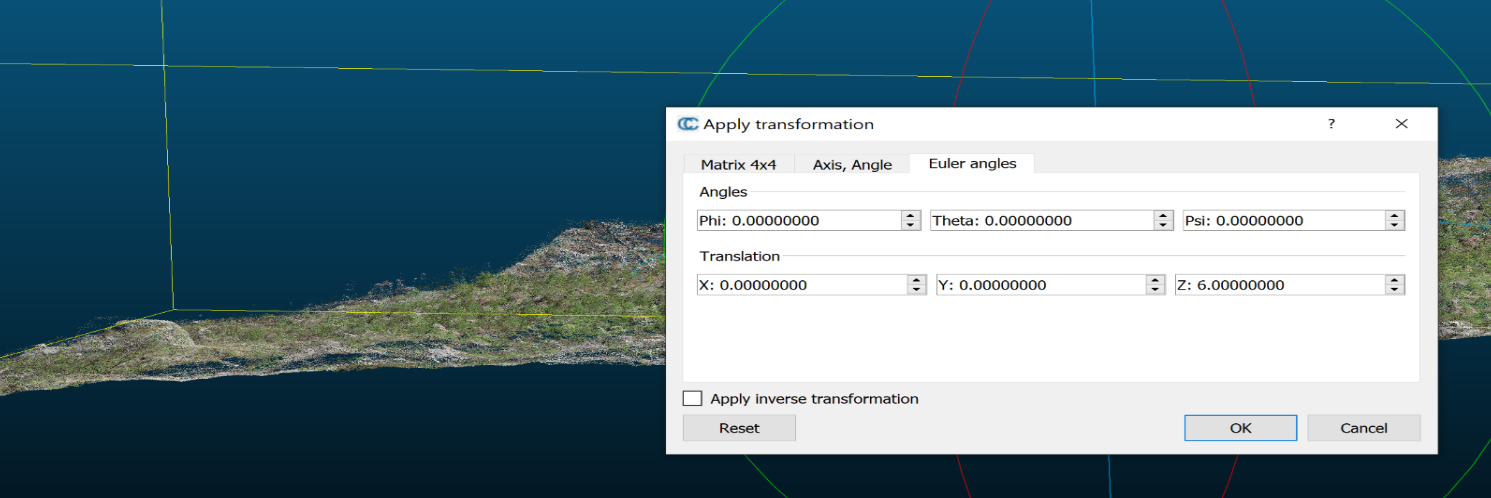 Apply transformation ?
Matrix 4x4 Axis, Angle Euler angles
Angles
Phi: 0.00000000 Theta: 0.00000000 Psi: 0.00000000
Translation
X: 0.00000000 Y: 0.00000000 Z: 6.00000000
Apply inverse transformation
Reset OK Cancel